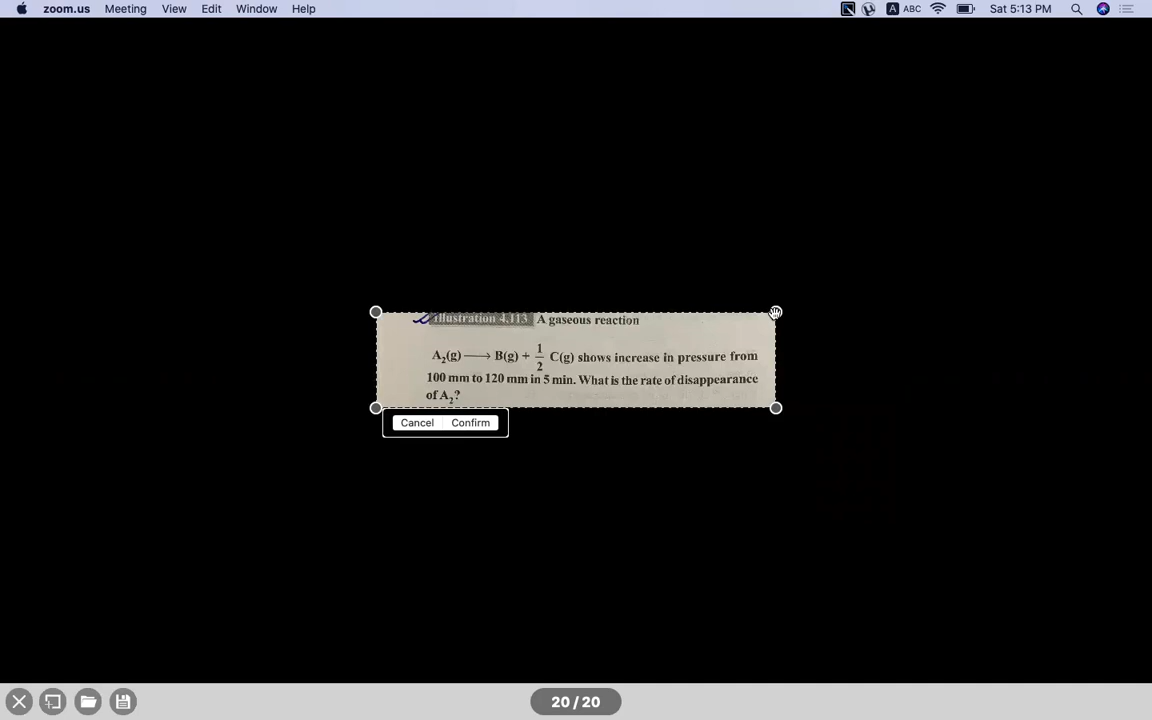 zoom.us Meeting View Edit Window Help A ABC Sat 5:13 PM
Illustration 4.113 A gaseous reaction
A₂(g) ⟶ B(g) + 1/2 C(g) shows increase in pressure from
100 mm to 120 mm in 5 min. What is the rate of disappearance
of A₂?
Cancel Confirm
20 / 20